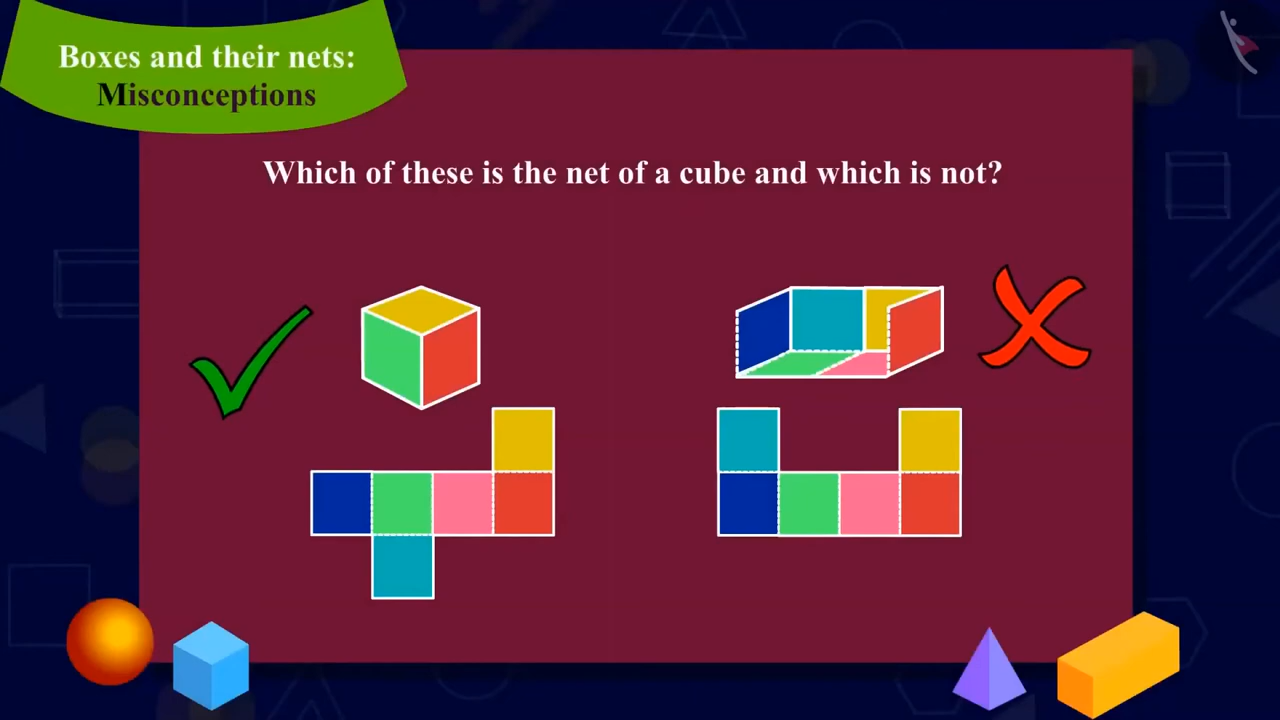 Boxes and their nets:
Misconceptions
Which of these is the net of a cube and which is not?